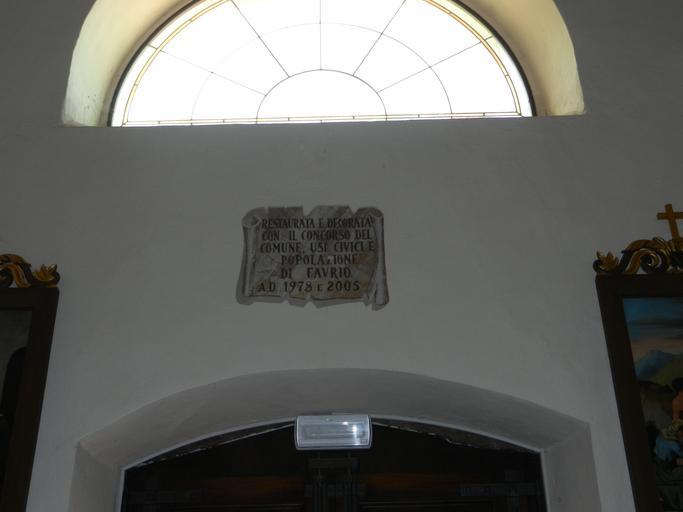 RESTAURATA E DECORATA
CON IL CONCORSO DEL
COMUNE, USI CIVICI E
POPOLAZIONE
DI FAVRIO
A.D. 1978 E 2005